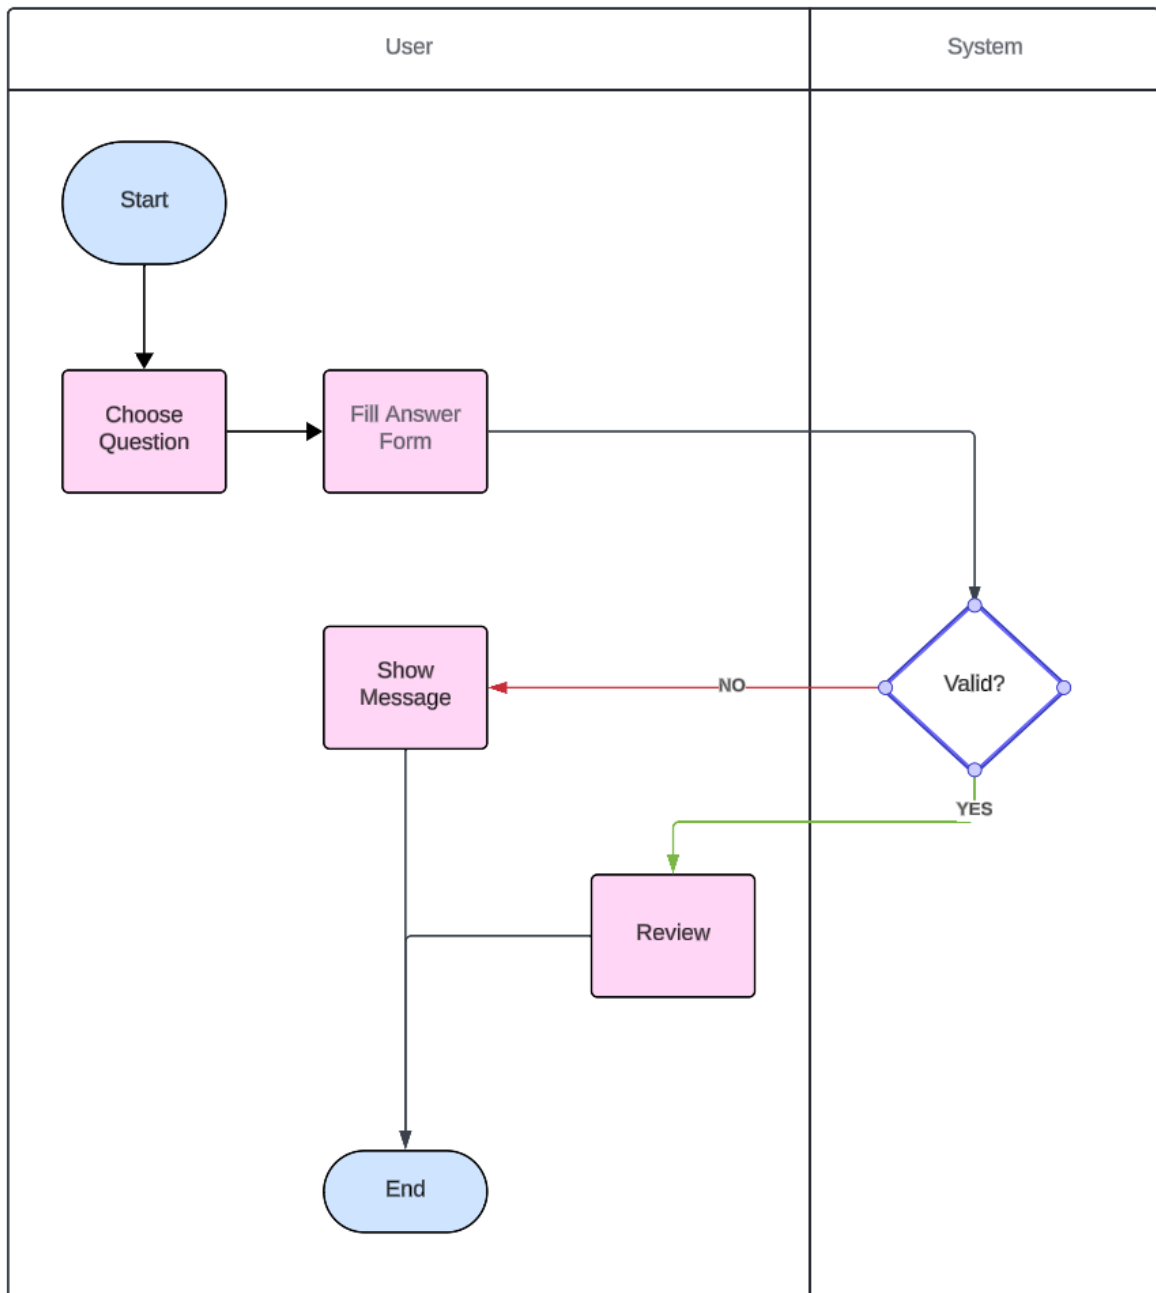 User
System
Start
Choose
Question
Fill Answer
Form
Show
Message
NO
Valid?
YES
Review
End